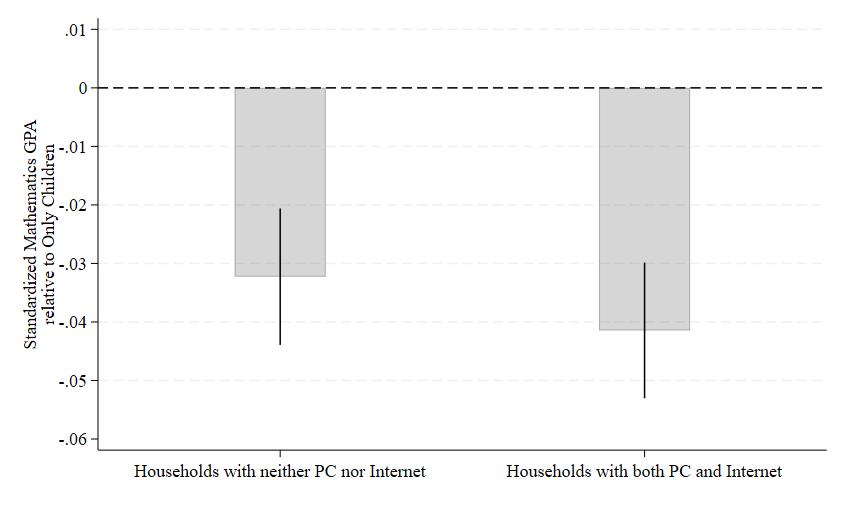 Standardized Mathematics GPA
relative to Only Children
.01
0
-.01
-.02
-.03
-.04
-.05
-.06
Households with neither PC nor Internet
Households with both PC and Internet